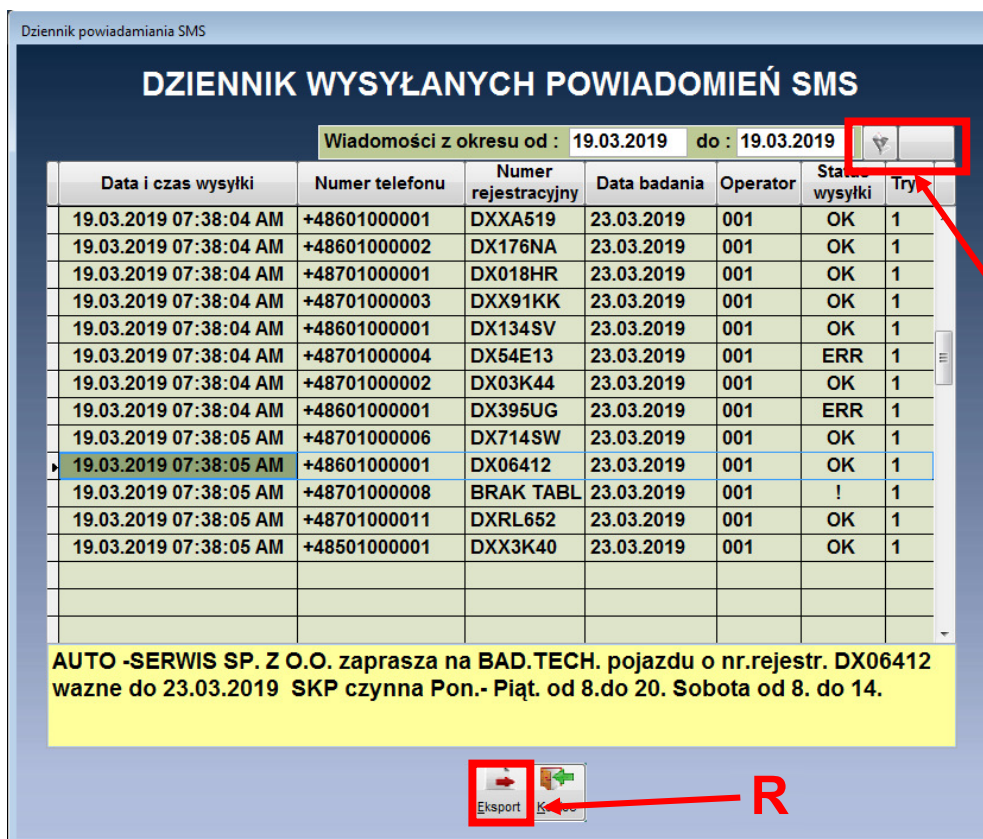 Dziennik powiadamiania SMS
DZIENNIK WYSYŁANYCH POWIADOMIEŃ SMS
Wiadomości z okresu od : 19.03.2019 do : 19.03.2019
Data i czas wysyłki Numer telefonu Numer rejestracyjny Data badania Operator Status wysyłki
19.03.2019 07:38:04 AM +48601000001 DXXA519 23.03.2019 001 OK 1
19.03.2019 07:38:04 AM +48601000002 DX176NA 23.03.2019 001 OK 1
19.03.2019 07:38:04 AM +48701000001 DX018HR 23.03.2019 001 OK 1
19.03.2019 07:38:04 AM +48701000003 DXX91KK 23.03.2019 001 OK 1
19.03.2019 07:38:04 AM +48601000001 DX134SV 23.03.2019 001 OK 1
19.03.2019 07:38:04 AM +48701000004 DX54E13 23.03.2019 001 ERR 1
19.03.2019 07:38:04 AM +48701000002 DX03K44 23.03.2019 001 OK 1
19.03.2019 07:38:04 AM +48601000001 DX395UG 23.03.2019 001 ERR 1
19.03.2019 07:38:05 AM +48701000006 DX714SW 23.03.2019 001 OK 1
19.03.2019 07:38:05 AM +48601000001 DX06412 23.03.2019 001 OK 1
19.03.2019 07:38:05 AM +48701000008 BRAK TABL 23.03.2019 001 ! 1
19.03.2019 07:38:05 AM +48701000011 DXRL652 23.03.2019 001 OK 1
19.03.2019 07:38:05 AM +48501000001 DXX3K40 23.03.2019 001 OK 1
AUTO -SERWIS SP. Z O.O. zaprasza na BAD.TECH. pojazdu o nr.rejestr. DX06412
wazne do 23.03.2019 SKP czynna Pon.- Piąt. od 8.do 20. Sobota od 8. do 14.
Eksport
R